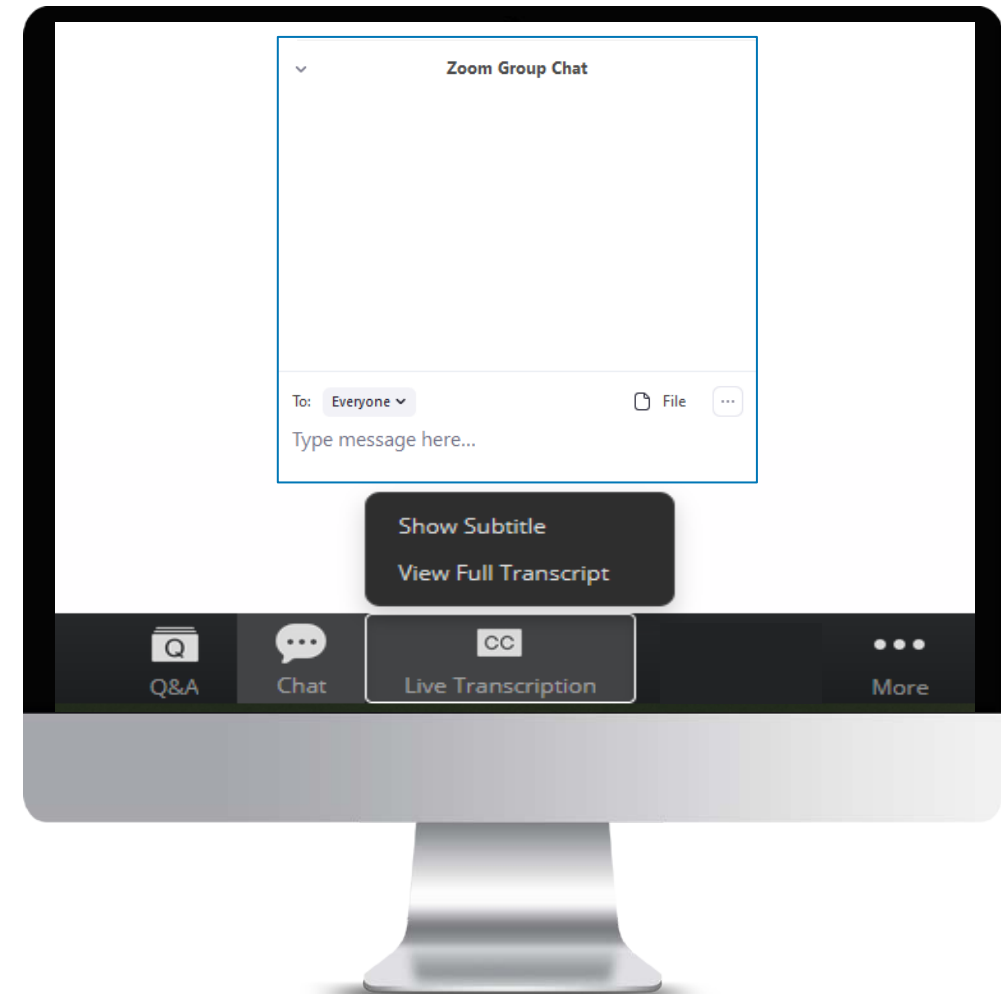 Zoom Group Chat
To: Everyone File ...
Type message here...
Show Subtitle
View Full Transcript
Q CC
Q&A Chat Live Transcription More